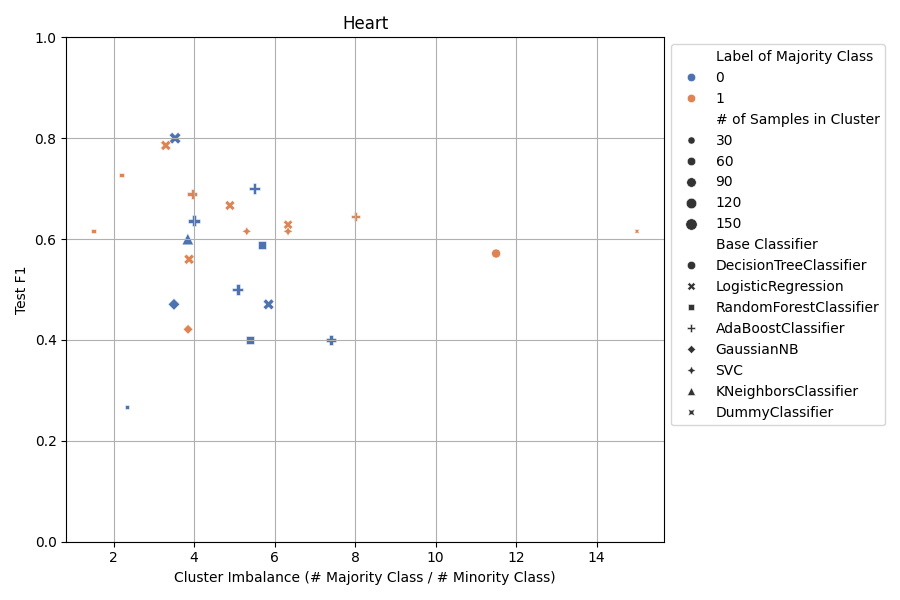 Heart
1.0
0.8
0.6
0.4
0.2
0.0
Test F1
2 4 6 8 10 12 14
Cluster Imbalance (# Majority Class / # Minority Class)
Label of Majority Class
0
1
# of Samples in Cluster
30
60
90
120
150
Base Classifier
DecisionTreeClassifier
LogisticRegression
RandomForestClassifier
AdaBoostClassifier
GaussianNB
SVC
KNeighborsClassifier
DummyClassifier